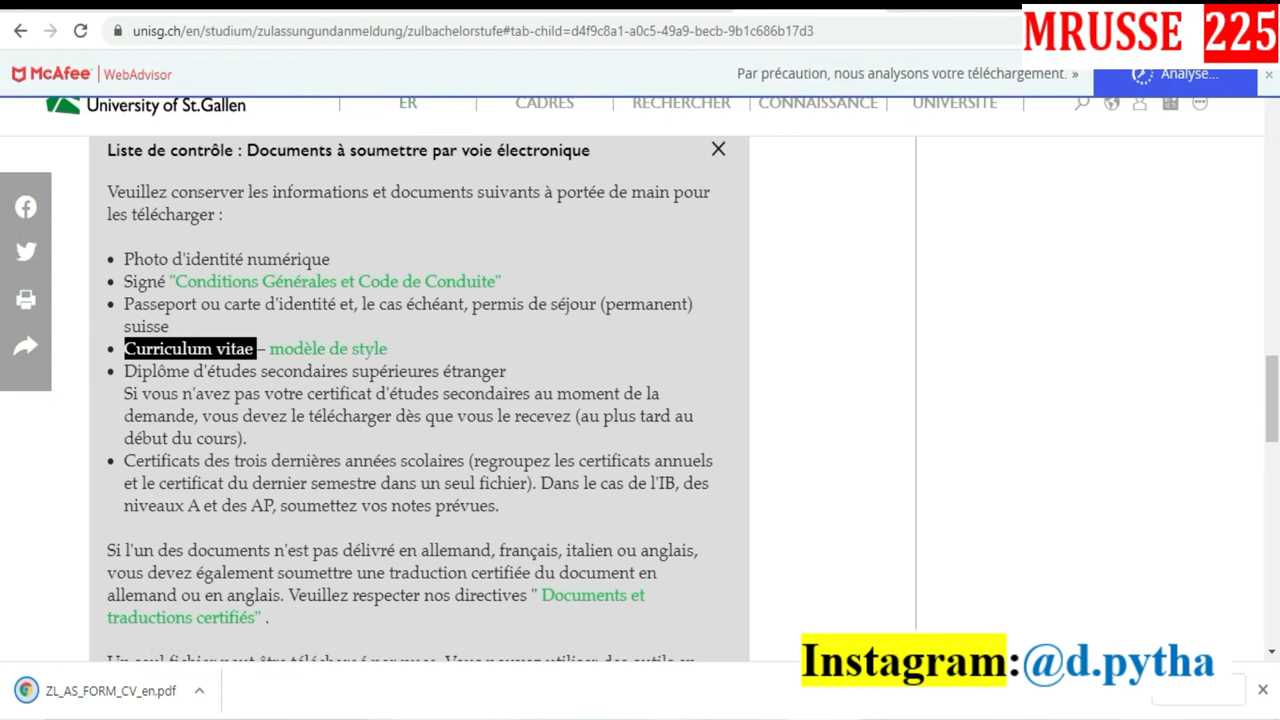 unisg.ch/en/studium/zulassungundanmeldung/zulbachelorstufe#tab-child=d4f9c8a1-a0c5-49a9-becb-9b1c686b17d3
MRUSSE 225
McAfee | WebAdvisor
Par précaution, nous analysons votre téléchargement. »
Analyse...
University of St.Gallen
ER
CADRES
RECHERCHER
CONNAISSANCE
UNIVERSITÉ
Liste de contrôle : Documents à soumettre par voie électronique
Veuillez conserver les informations et documents suivants à portée de main pour
les télécharger :
• Photo d'identité numérique
• Signé "Conditions Générales et Code de Conduite"
• Passeport ou carte d'identité et, le cas échéant, permis de séjour (permanent)
suisse
• Curriculum vitae – modèle de style
• Diplôme d'études secondaires supérieures étranger
Si vous n'avez pas votre certificat d'études secondaires au moment de la
demande, vous devez le télécharger dès que vous le recevez (au plus tard au
début du cours).
• Certificats des trois dernières années scolaires (regroupez les certificats annuels
et le certificat du dernier semestre dans un seul fichier). Dans le cas de l'IB, des
niveaux A et des AP, soumettez vos notes prévues.
Si l'un des documents n'est pas délivré en allemand, français, italien ou anglais,
vous devez également soumettre une traduction certifiée du document en
allemand ou en anglais. Veuillez respecter nos directives " Documents et
traductions certifiés" .
Instagram:@d.pytha
ZL_AS_FORM_CV_en.pdf